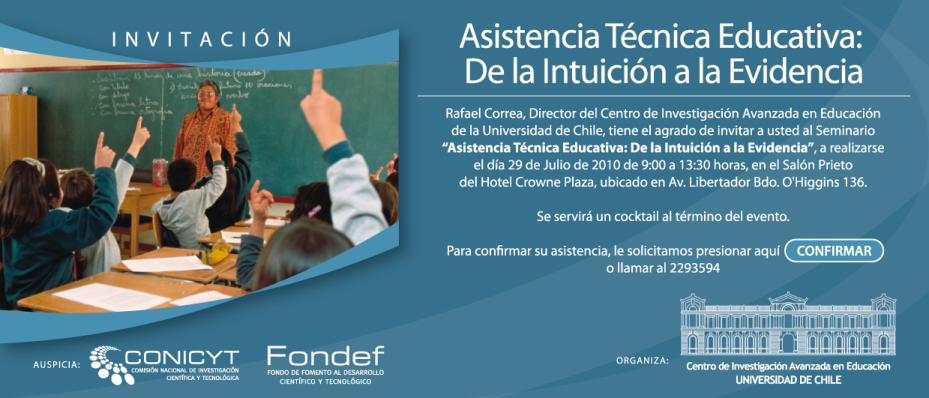 INVITACIÓN
Asistencia Técnica Educativa:
De la Intuición a la Evidencia
Rafael Correa, Director del Centro de Investigación Avanzada en Educación
de la Universidad de Chile, tiene el agrado de invitar a usted al Seminario
“Asistencia Técnica Educativa: De la Intuición a la Evidencia”, a realizarse
el día 29 de Julio de 2010 de 9:00 a 13:30 horas, en el Salón Prieto
del Hotel Crowne Plaza, ubicado en Av. Libertador Bdo. O'Higgins 136.
Se servirá un cocktail al término del evento.
Para confirmar su asistencia, le solicitamos presionar aquí CONFIRMAR
o llamar al 2293594
AUSPICIA:
CONICYT
COMISIÓN NACIONAL DE INVESTIGACIÓN
CIENTÍFICA Y TECNOLÓGICA
Fondef
FONDO DE FOMENTO AL DESARROLLO
CIENTÍFICO Y TECNOLÓGICO
ORGANIZA:
Centro de Investigación Avanzada en Educación
UNIVERSIDAD DE CHILE